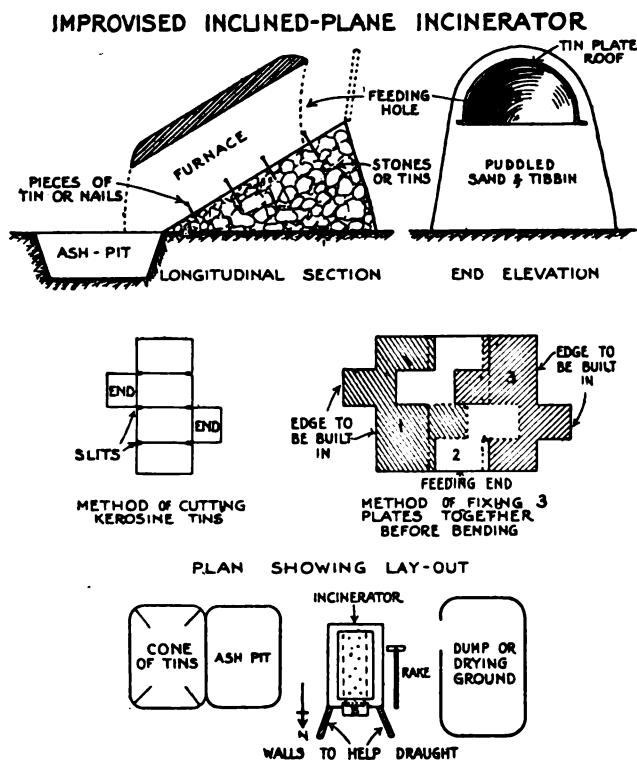 IMPROVISED INCLINED-PLANE INCINERATOR
TIN PLATE
ROOF
FEEDING
HOLE
FURNACE
PIECES OF
TIN OR NAILS
STONES
OR TINS
PUDDLED
SAND & TIBBIN
ASH-PIT
LONGITUDINAL SECTION
END ELEVATION
END
END
SLITS
METHOD OF CUTTING
KEROSINE TINS
EDGE TO
BE BUILT
IN
EDGE TO
BE BUILT
IN
1
2
3
FEEDING END
METHOD OF FIXING 3
PLATES TOGETHER
BEFORE BENDING
PLAN SHOWING LAY-OUT
INCINERATOR
CONE
OF TINS
ASH PIT
RAKE
DUMP OR
DRYING
GROUND
N
WALLS TO HELP DRAUGHT